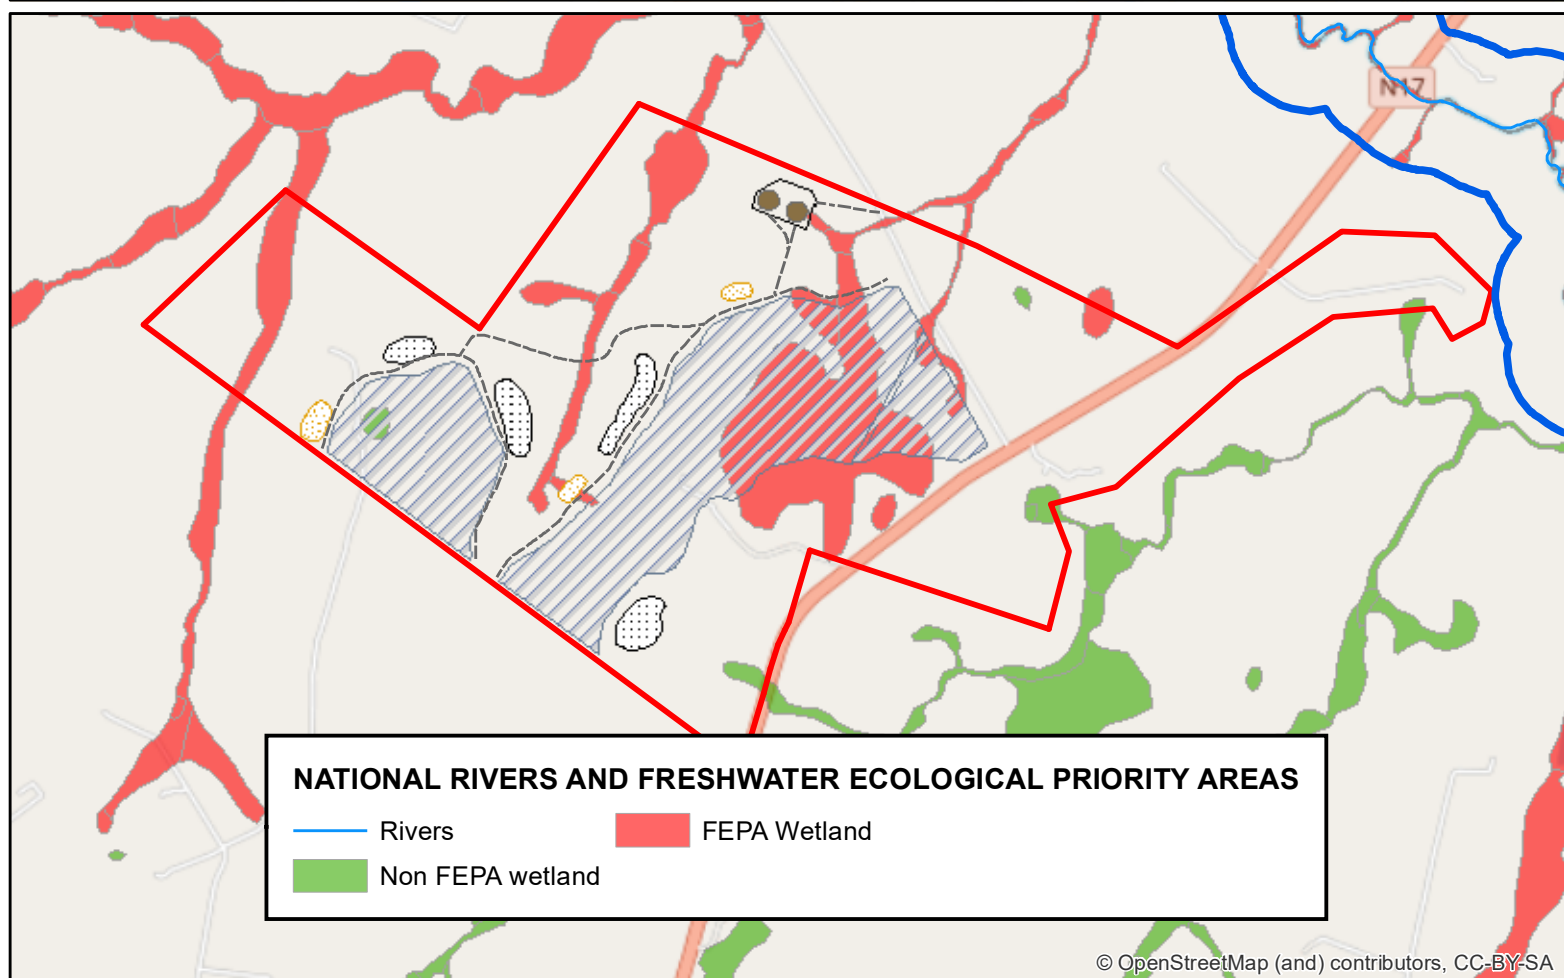 N17
NATIONAL RIVERS AND FRESHWATER ECOLOGICAL PRIORITY AREAS
Rivers
FEPA Wetland
Non FEPA wetland
© OpenStreetMap (and) contributors, CC-BY-SA